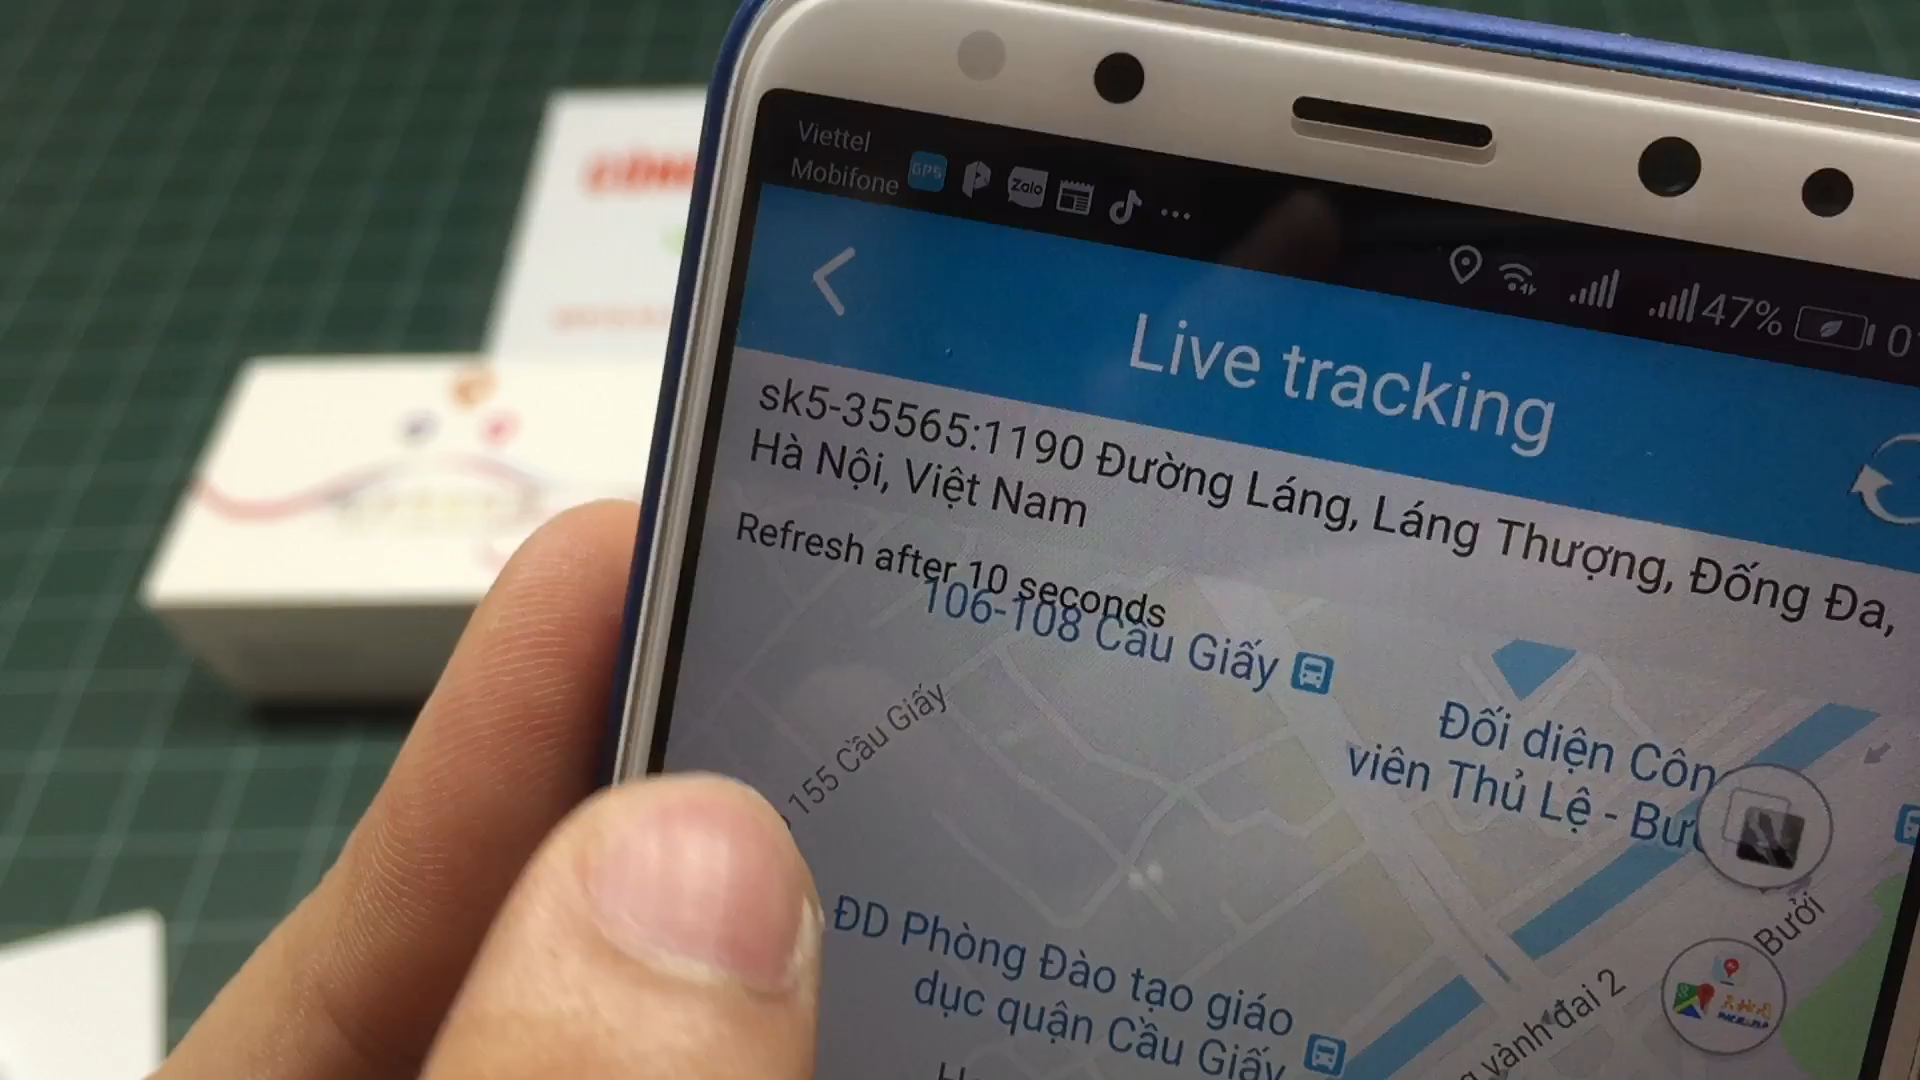 CÔNG
Viettel
Mobifone
GPS
Zalo
47%
Live tracking
sk5-35565:1190 Đường Láng, Láng Thượng, Đống Đa,
Hà Nội, Việt Nam
Refresh after 10 seconds
106-108 Cầu Giấy
155 Cầu Giấy
Đối diện Côn
viên Thủ Lệ - Bư
Bưởi
ĐD Phòng Đào tạo giáo
dục quận Cầu Giấy
vành đai 2